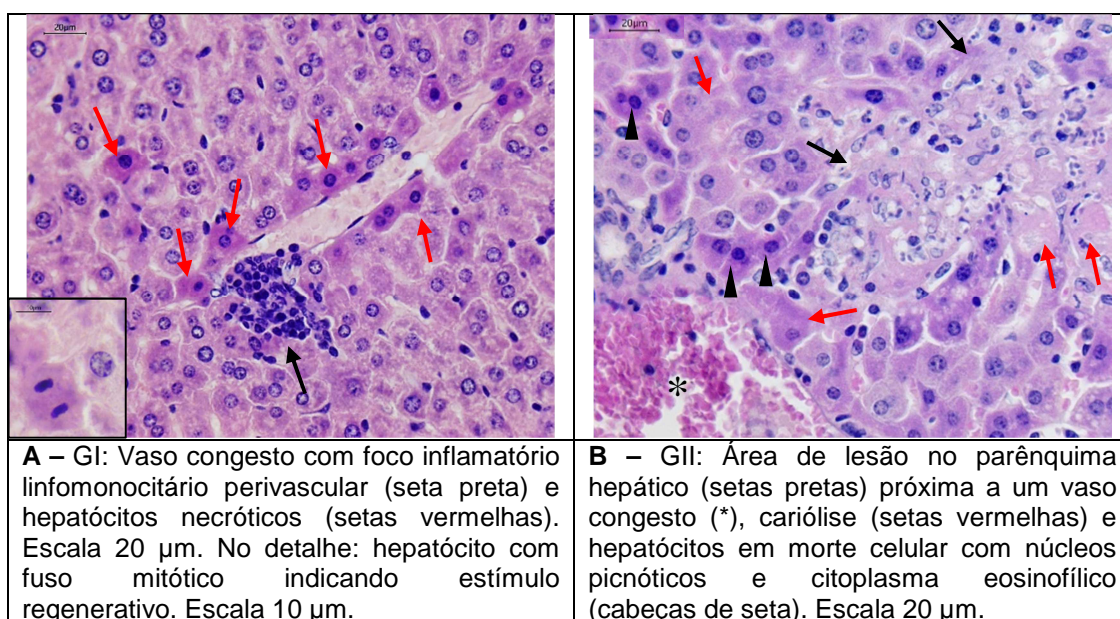 20µm
20µm
*
A – GI: Vaso congesto com foco inflamatório
linfomonocitário perivascular (seta preta) e
hepatócitos necróticos (setas vermelhas).
Escala 20 µm. No detalhe: hepatócito com
fuso mitótico indicando estímulo
regenerativo. Escala 10 µm.
B – GII: Área de lesão no parênquima
hepático (setas pretas) próxima a um vaso
congesto (*), cariólise (setas vermelhas) e
hepatócitos em morte celular com núcleos
picnóticos e citoplasma eosinofílico
(cabeças de seta). Escala 20 µm.